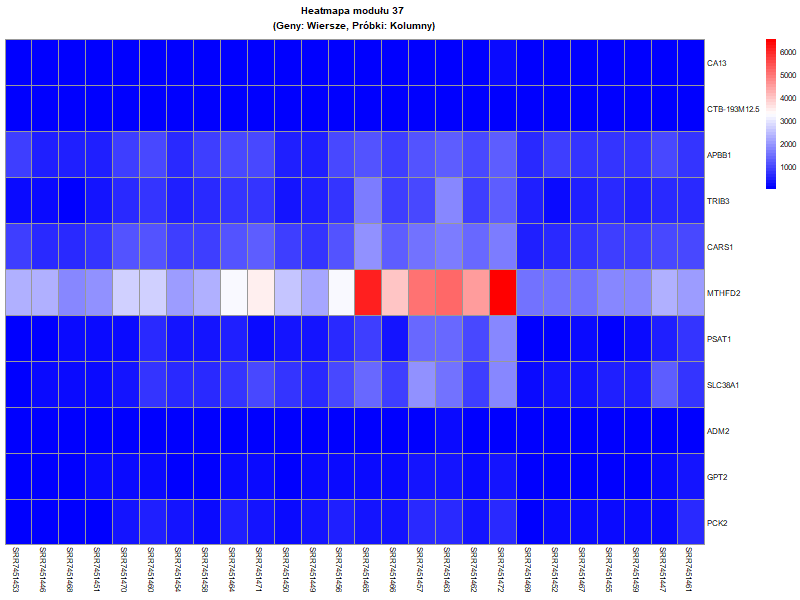 Heatmapa modułu 37
(Geny: Wiersze, Próbki: Kolumny)
6000
5000
4000
3000
2000
1000
CA13
CTB-193M12.5
APBB1
TRIB3
CARS1
MTHFD2
PSAT1
SLC38A1
ADM2
GPT2
PCK2
SRR7451453
SRR7451446
SRR7451468
SRR7451451
SRR7451470
SRR7451460
SRR7451454
SRR7451458
SRR7451464
SRR7451471
SRR7451450
SRR7451449
SRR7451456
SRR7451465
SRR7451466
SRR7451457
SRR7451463
SRR7451462
SRR7451472
SRR7451469
SRR7451452
SRR7451467
SRR7451455
SRR7451459
SRR7451447
SRR7451461